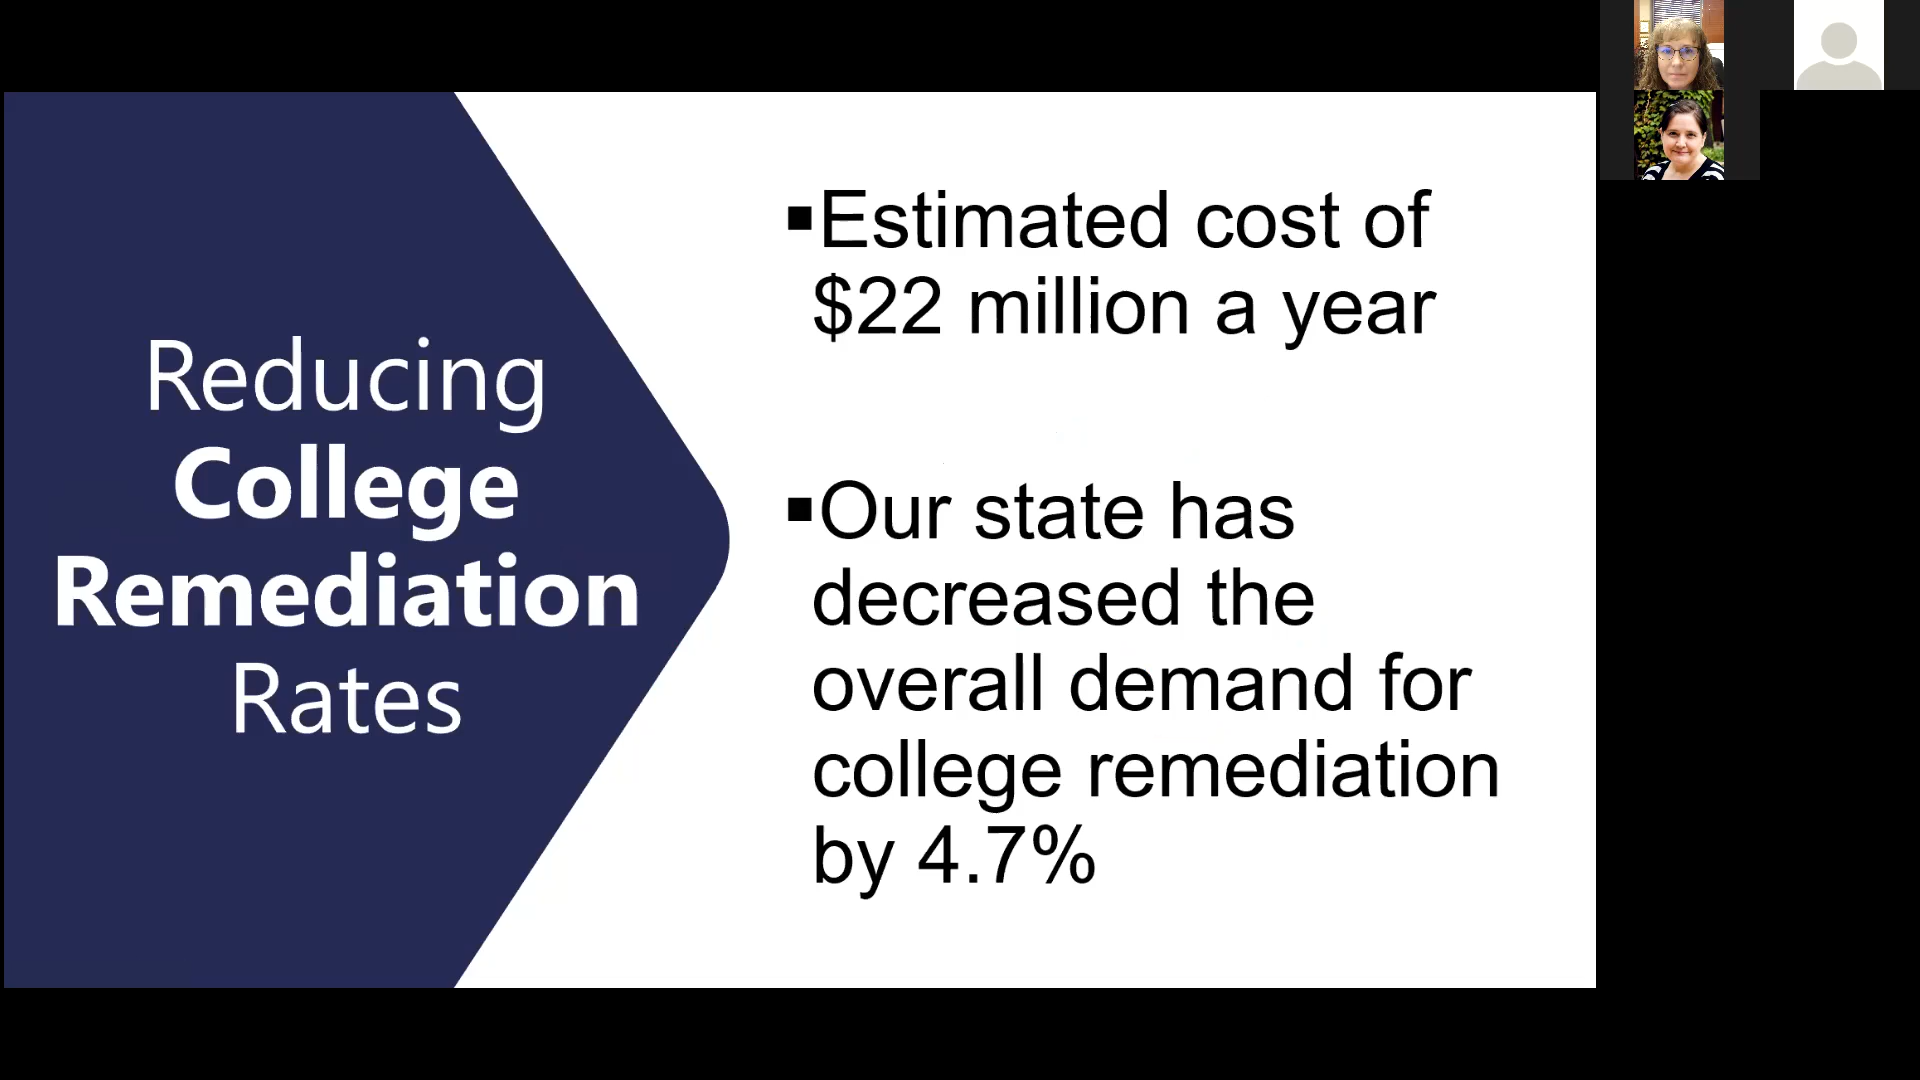 Reducing
College
Remediation
Rates
▪Estimated cost of
$22 million a year
▪Our state has
decreased the
overall demand for
college remediation
by 4.7%